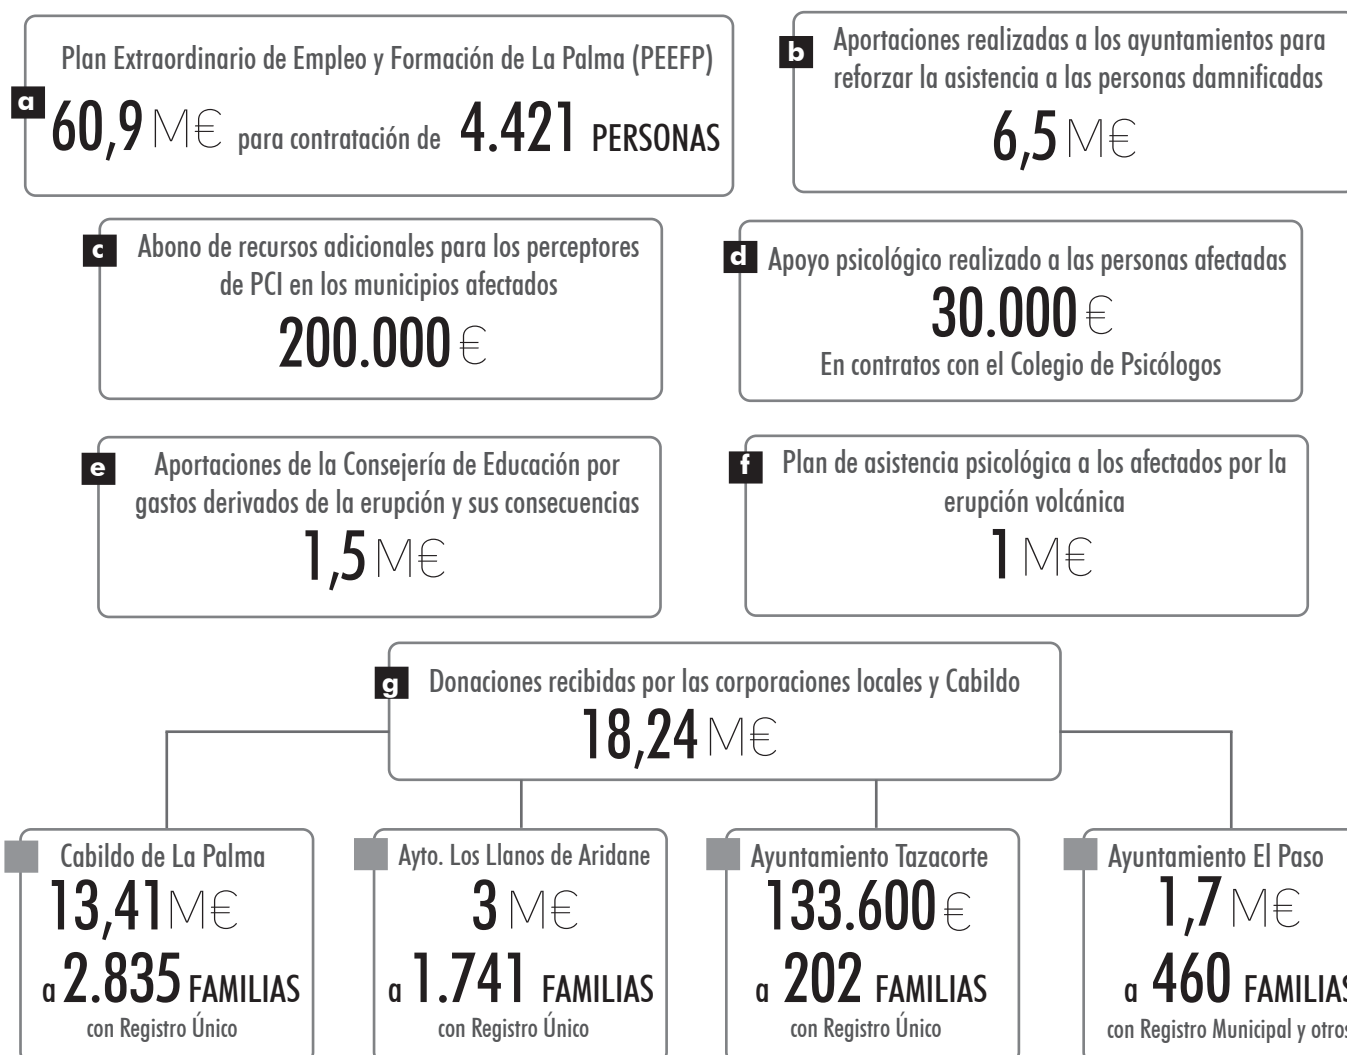 a
Plan Extraordinario de Empleo y Formación de La Palma (PEEFP)
60,9 M€ para contratación de 4.421 PERSONAS
b
Aportaciones realizadas a los ayuntamientos para
reforzar la asistencia a las personas damnificadas
6,5 M€
c
Abono de recursos adicionales para los perceptores
de PCI en los municipios afectados
200.000 €
d
Apoyo psicológico realizado a las personas afectadas
30.000 €
En contratos con el Colegio de Psicólogos
e
Aportaciones de la Consejería de Educación por
gastos derivados de la erupción y sus consecuencias
1,5 M€
f
Plan de asistencia psicológica a los afectados por la
erupción volcánica
1 M€
g
Donaciones recibidas por las corporaciones locales y Cabildo
18,24 M€
Cabildo de La Palma
13,41 M€
a 2.835 FAMILIAS
con Registro Único
Ayto. Los Llanos de Aridane
3 M€
a 1.741 FAMILIAS
con Registro Único
Ayuntamiento Tazacorte
133.600 €
a 202 FAMILIAS
con Registro Único
Ayuntamiento El Paso
1,7 M€
a 460 FAMILIAS
con Registro Municipal y otros